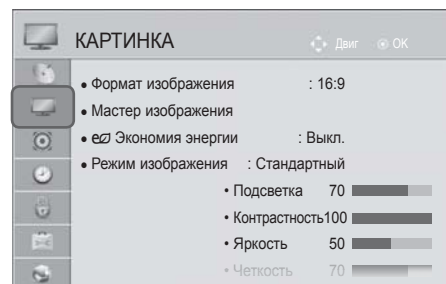 КАРТИНКА Двиг ОК
• Формат изображения : 16:9
• Мастер изображения
• Экономия энергии : Выкл.
• Режим изображения : Стандартный
• Подсветка 70
• Контрастность100
• Яркость 50
• Четкость 70